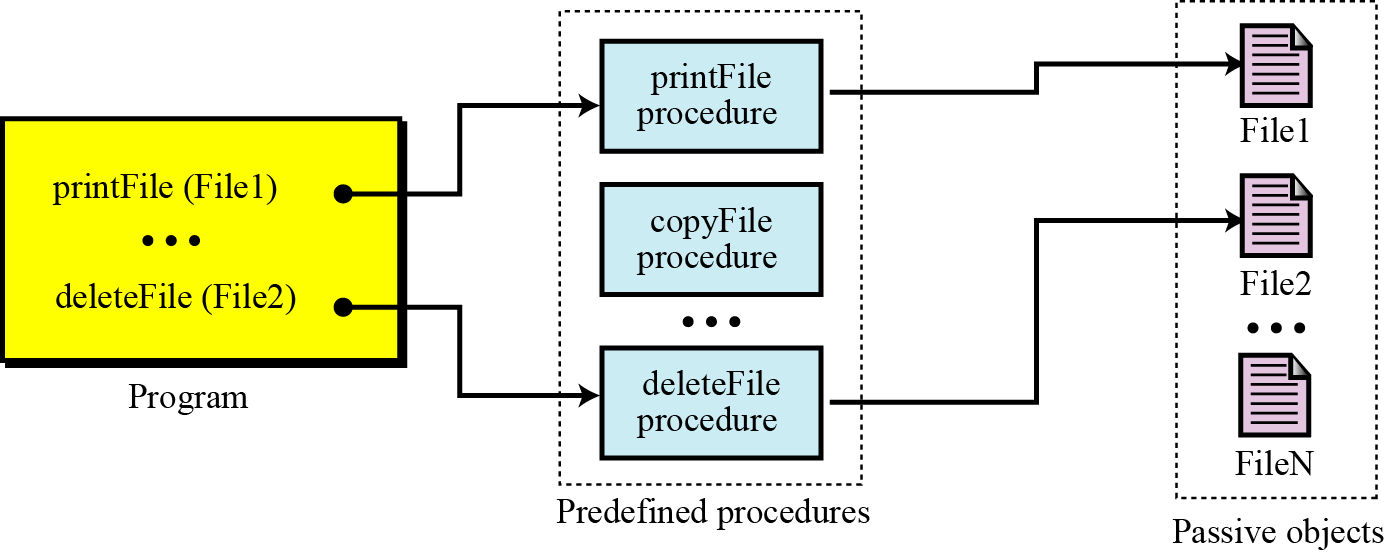 printFile (File1)
• • •
deleteFile (File2)
Program
printFile
procedure
copyFile
procedure
• • •
deleteFile
procedure
Predefined procedures
File1
File2
• • •
FileN
Passive objects